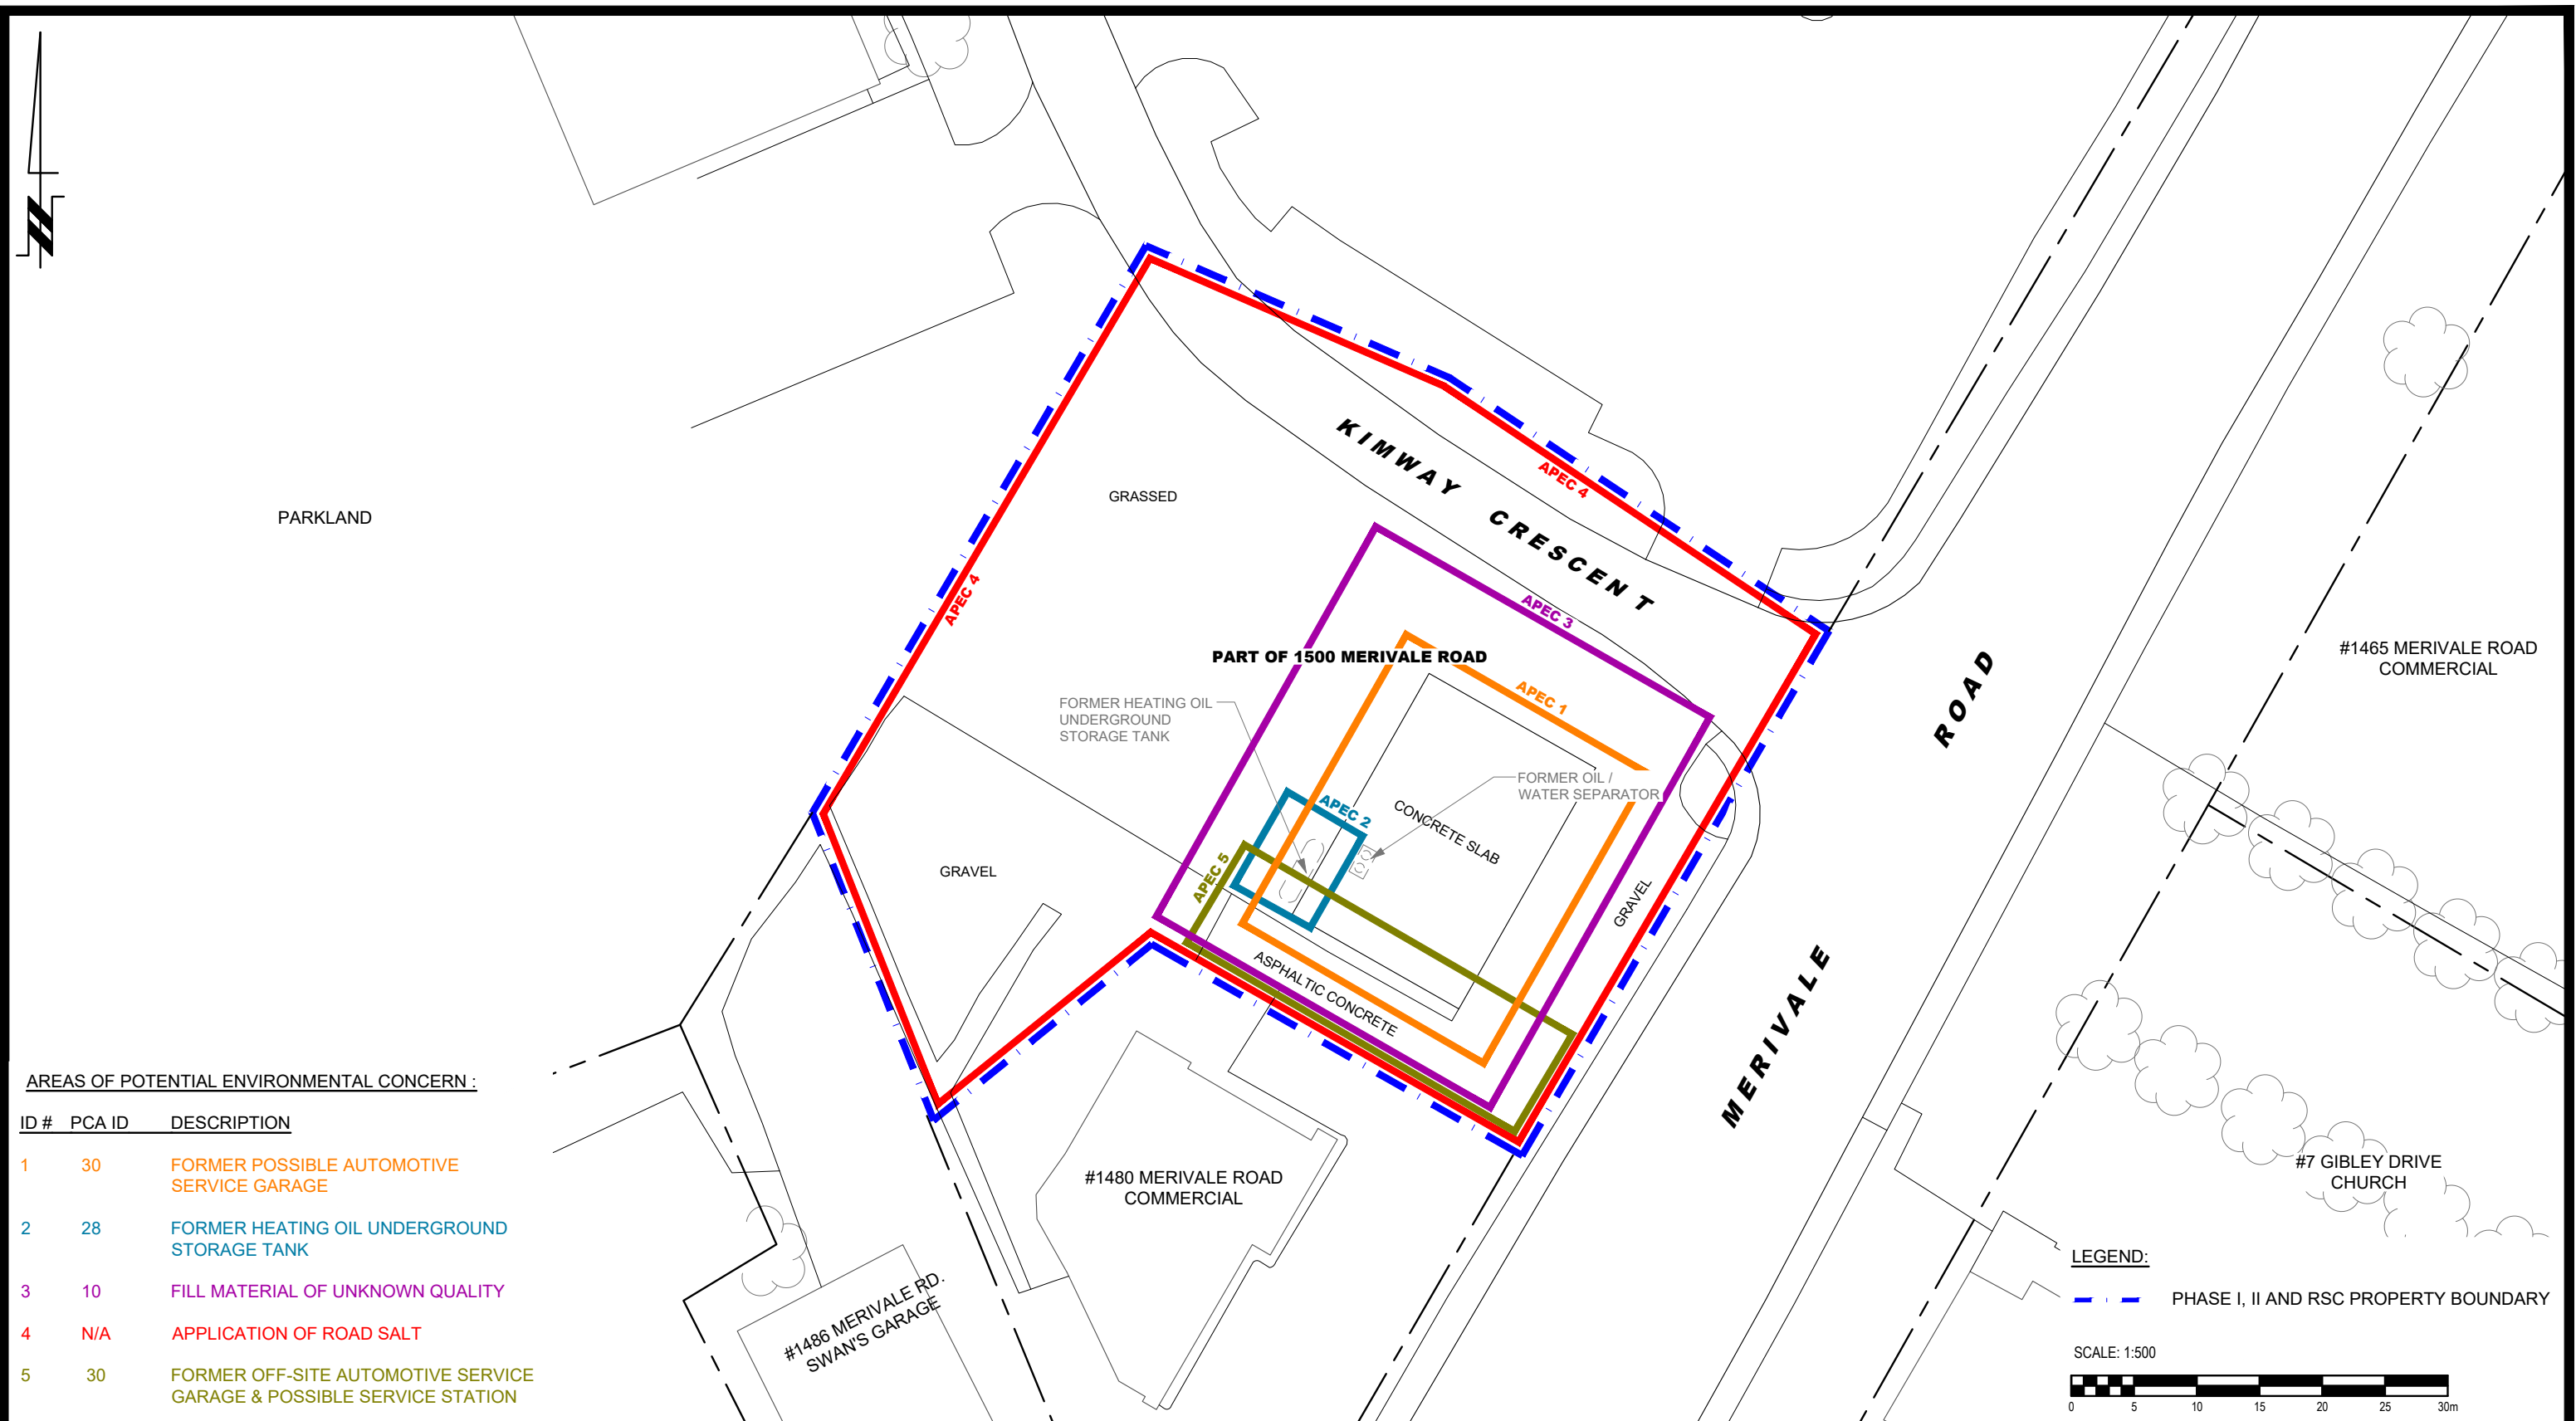 KIMWAY CRESCENT
APEC 4
GRASSED
PARKLAND
APEC 4
APEC 3
PART OF 1500 MERIVALE ROAD
#1465 MERIVALE ROAD
COMMERCIAL
APEC 1
FORMER HEATING OIL
UNDERGROUND
STORAGE TANK
FORMER OIL /
WATER SEPARATOR
APEC 2
CONCRETE SLAB
APEC 5
GRAVEL
GRAVEL
ASPHALTIC CONCRETE
MERIVALE ROAD
#1480 MERIVALE ROAD
COMMERCIAL
#7 GIBLEY DRIVE
CHURCH
#1486 MERIVALE RD.
SWAN'S GARAGE
AREAS OF POTENTIAL ENVIRONMENTAL CONCERN :
ID # PCA ID DESCRIPTION
1 30 FORMER POSSIBLE AUTOMOTIVE
SERVICE GARAGE
2 28 FORMER HEATING OIL UNDERGROUND
STORAGE TANK
3 10 FILL MATERIAL OF UNKNOWN QUALITY
4 N/A APPLICATION OF ROAD SALT
5 30 FORMER OFF-SITE AUTOMOTIVE SERVICE
GARAGE & POSSIBLE SERVICE STATION
LEGEND:
PHASE I, II AND RSC PROPERTY BOUNDARY
SCALE: 1:500
0 5 10 15 20 25 30m